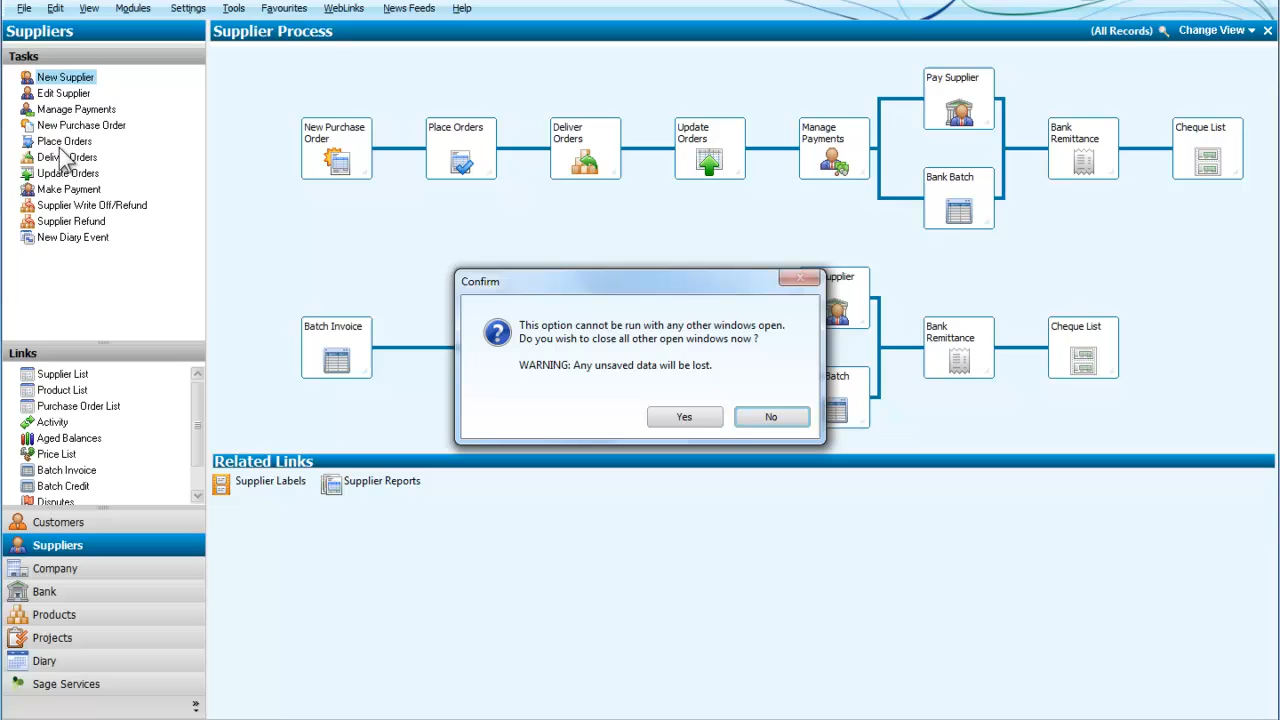 File Edit View Modules Settings Tools Favourites WebLinks News Feeds Help
Suppliers
Tasks
New Supplier
Edit Supplier
Manage Payments
New Purchase Order
Place Orders
Deliver Orders
Update Orders
Make Payment
Supplier Write Off/Refund
Supplier Refund
New Diary Event
Links
Supplier List
Product List
Purchase Order List
Activity
Aged Balances
Price List
Batch Invoice
Batch Credit
Disputes
Customers
Suppliers
Company
Bank
Products
Projects
Diary
Sage Services
Supplier Process
(All Records) Change View
New Purchase
Order
Place Orders
Deliver
Orders
Update
Orders
Manage
Payments
Pay Supplier
Bank Batch
Bank
Remittance
Cheque List
Batch Invoice
upplier
Batch
Bank
Remittance
Cheque List
Confirm
This option cannot be run with any other windows open.
Do you wish to close all other open windows now ?
WARNING: Any unsaved data will be lost.
Yes No
Related Links
Supplier Labels Supplier Reports